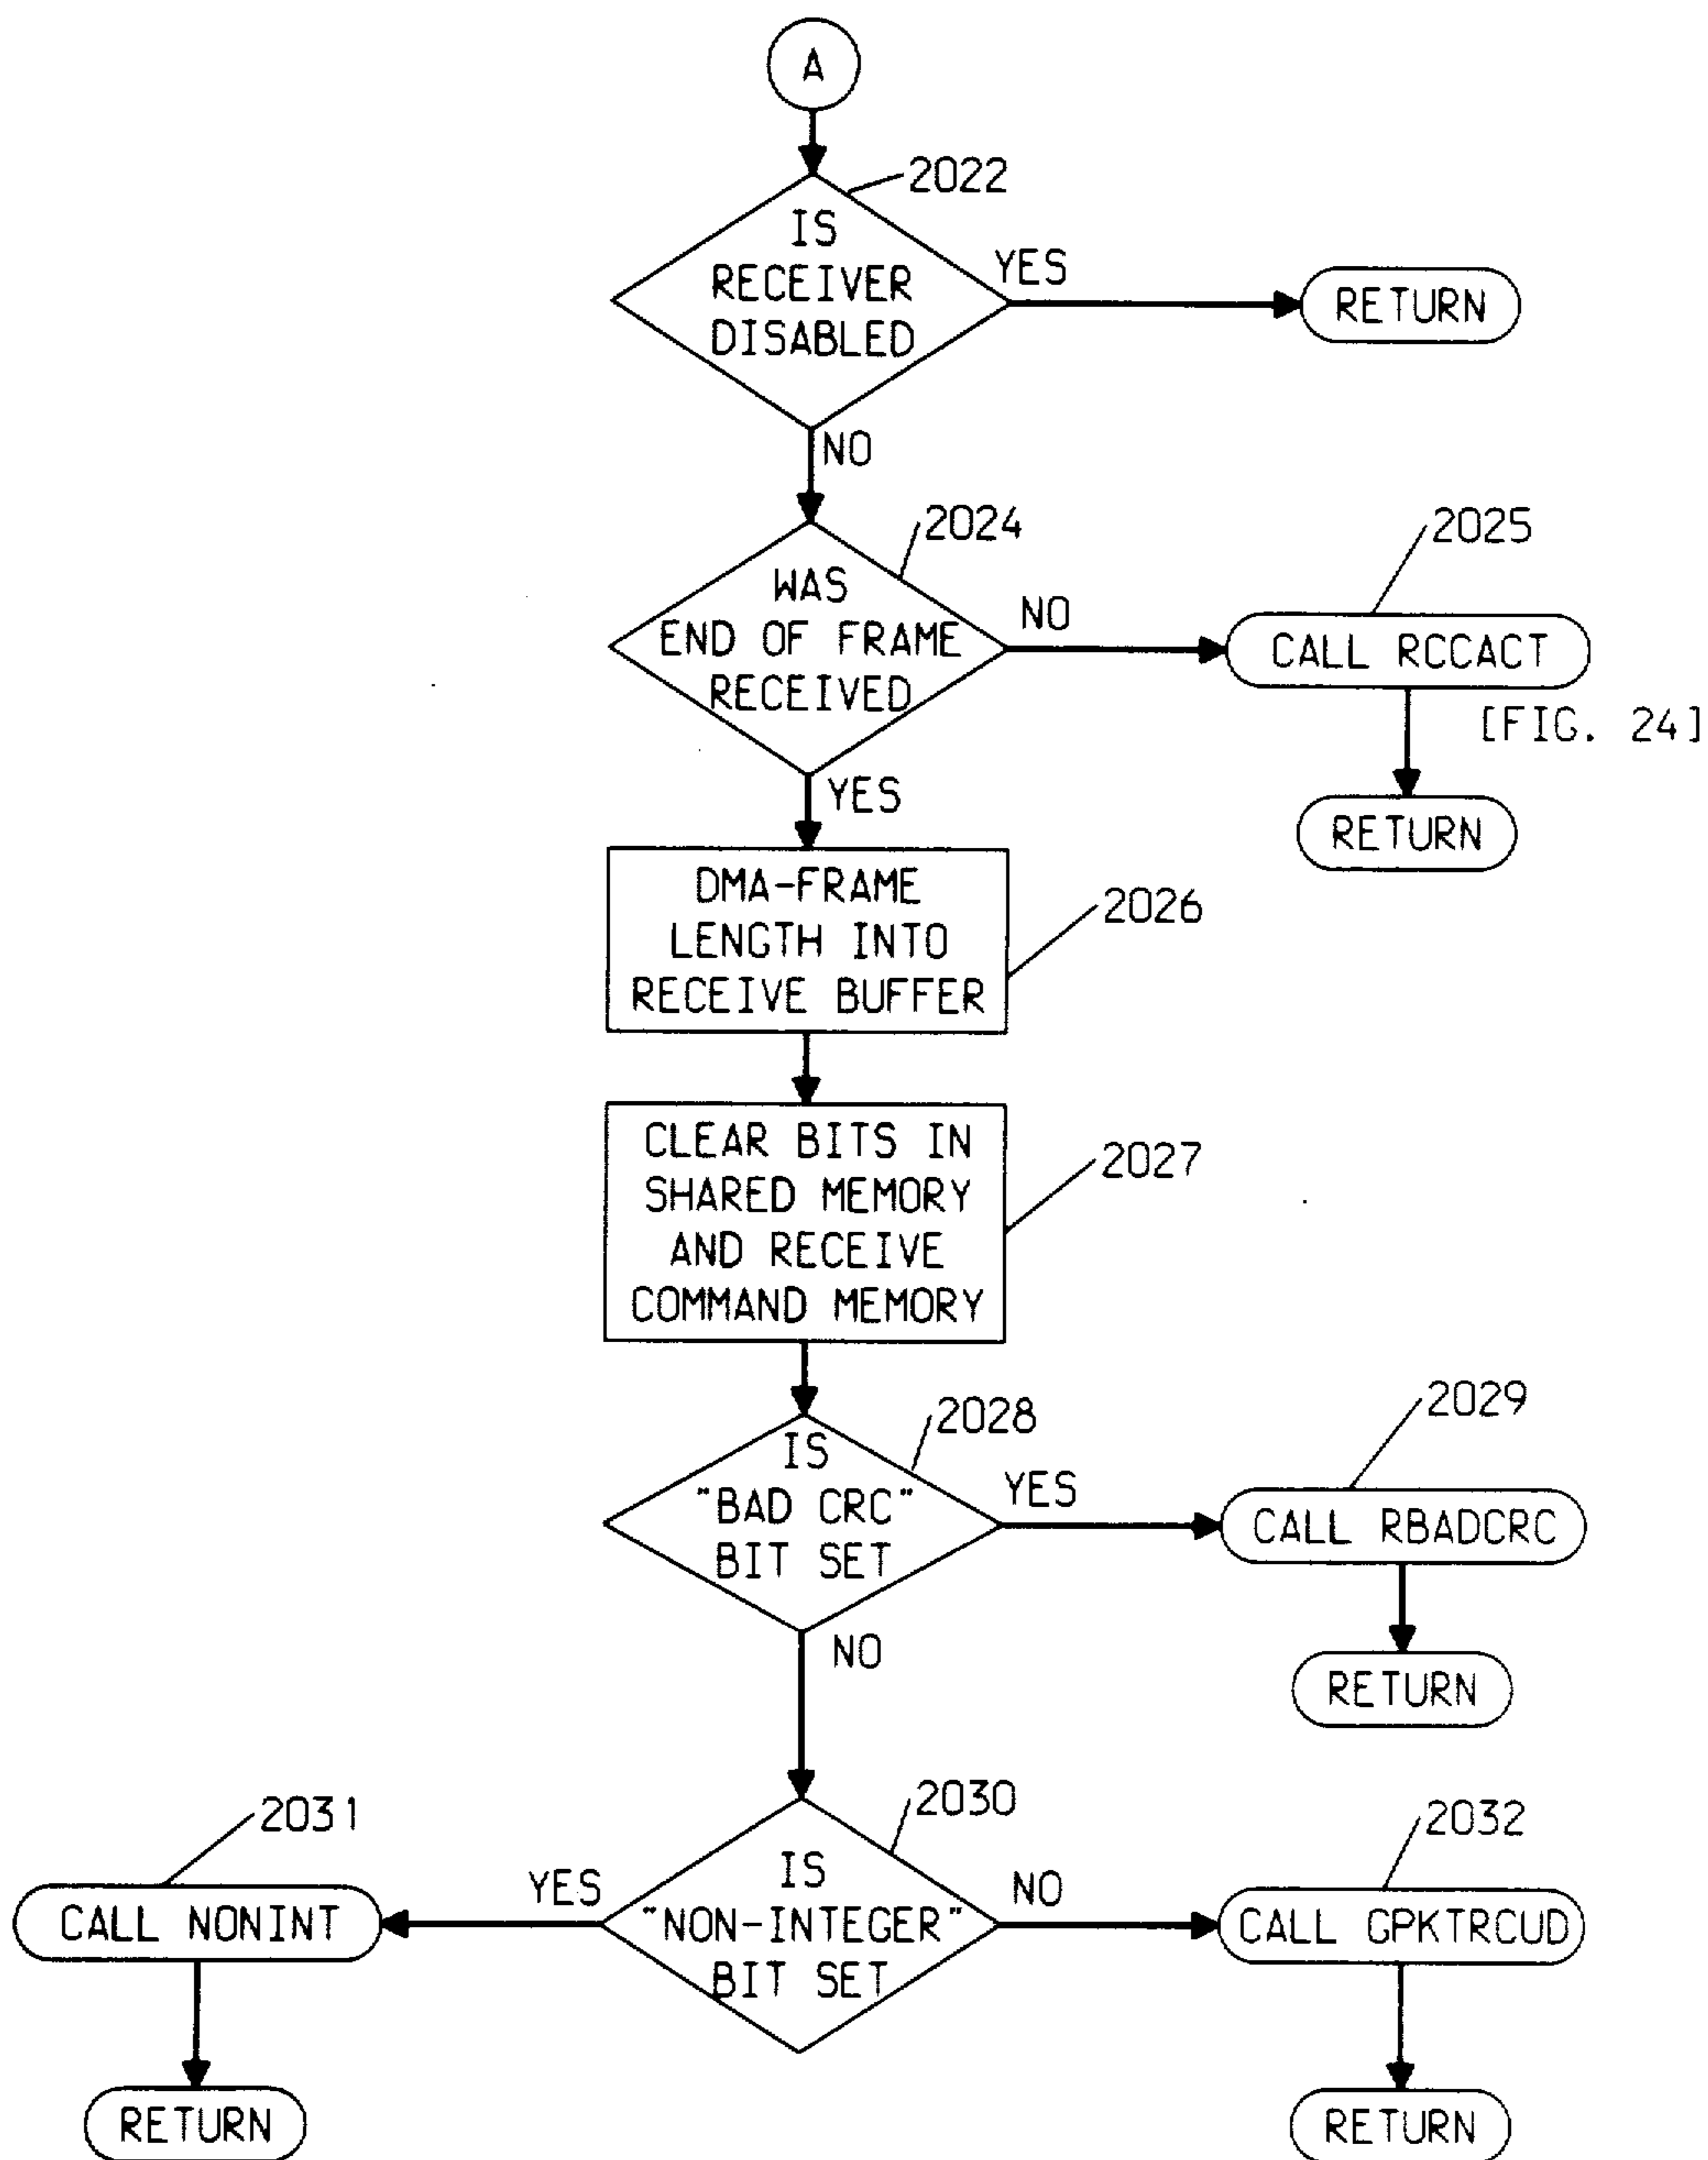 A
2022
IS
RECEIVER
DISABLED
YES
RETURN
NO
2024
WAS
END OF FRAME
RECEIVED
NO
2025
CALL RCCACT
[FIG. 24]
RETURN
YES
DMA-FRAME
LENGTH INTO
RECEIVE BUFFER
2026
CLEAR BITS IN
SHARED MEMORY
AND RECEIVE
COMMAND MEMORY
2027
2028
IS
"BAD CRC"
BIT SET
YES
2029
CALL RBADCRC
RETURN
NO
2030
IS
"NON-INTEGER"
BIT SET
YES
2031
CALL NONINT
RETURN
NO
2032
CALL GPKTRCUD
RETURN